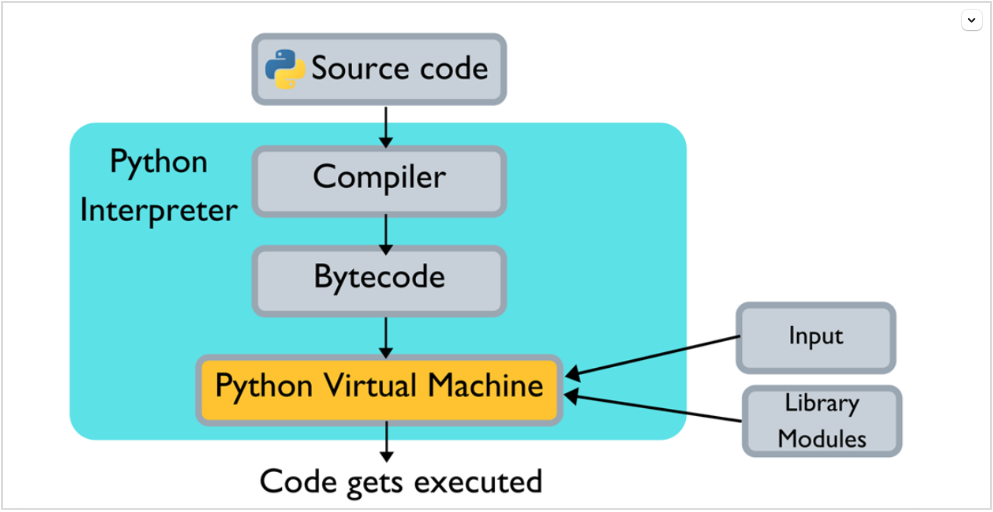 Source code
Python
Interpreter
Compiler
Bytecode
Python Virtual Machine
Input
Library
Modules
Code gets executed